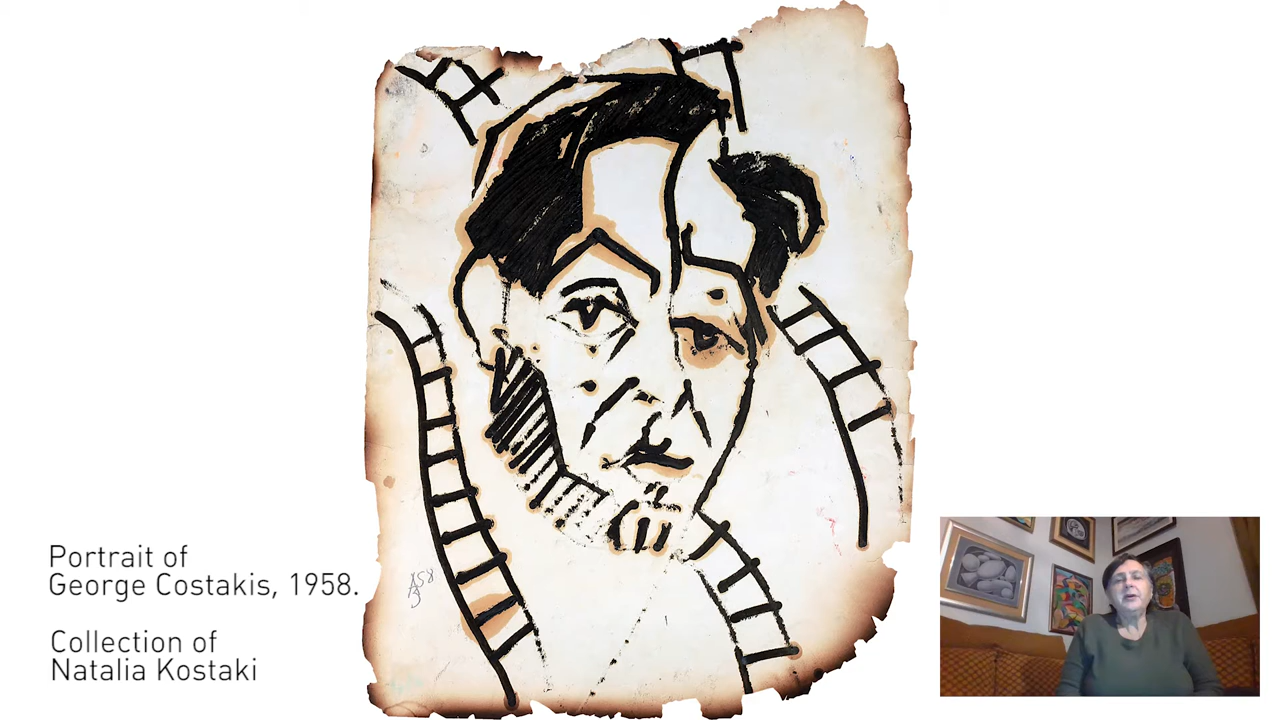 Portrait of
George Costakis, 1958.
Collection of
Natalia Kostaki